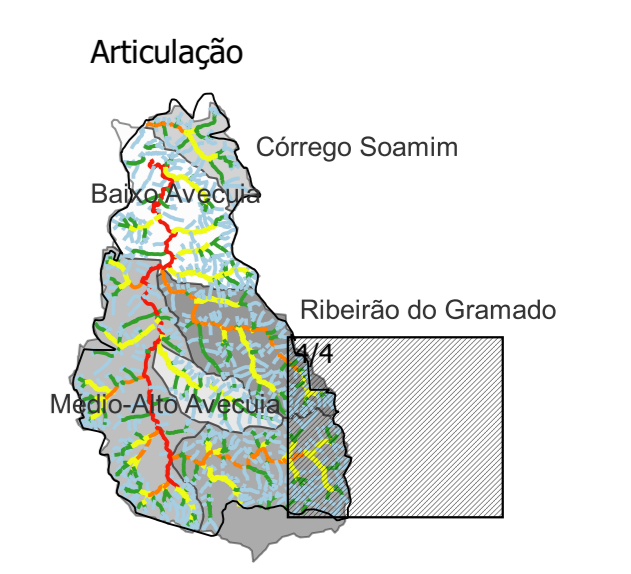 Articulação
Córrego Soamim
Baixo Avecuia
Ribeirão do Gramado
4/4
Médio-Alto Avecuia